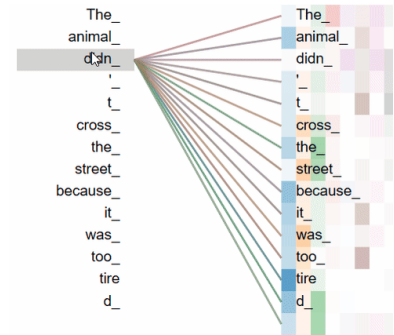 The_ The_
animal_ animal_
didn_ didn_
'_ '_
t_ t_
cross_ cross_
the_ the_
street_ street_
because_ because_
it_ it_
was_ was_
too_ too_
tire tire
d_ d_